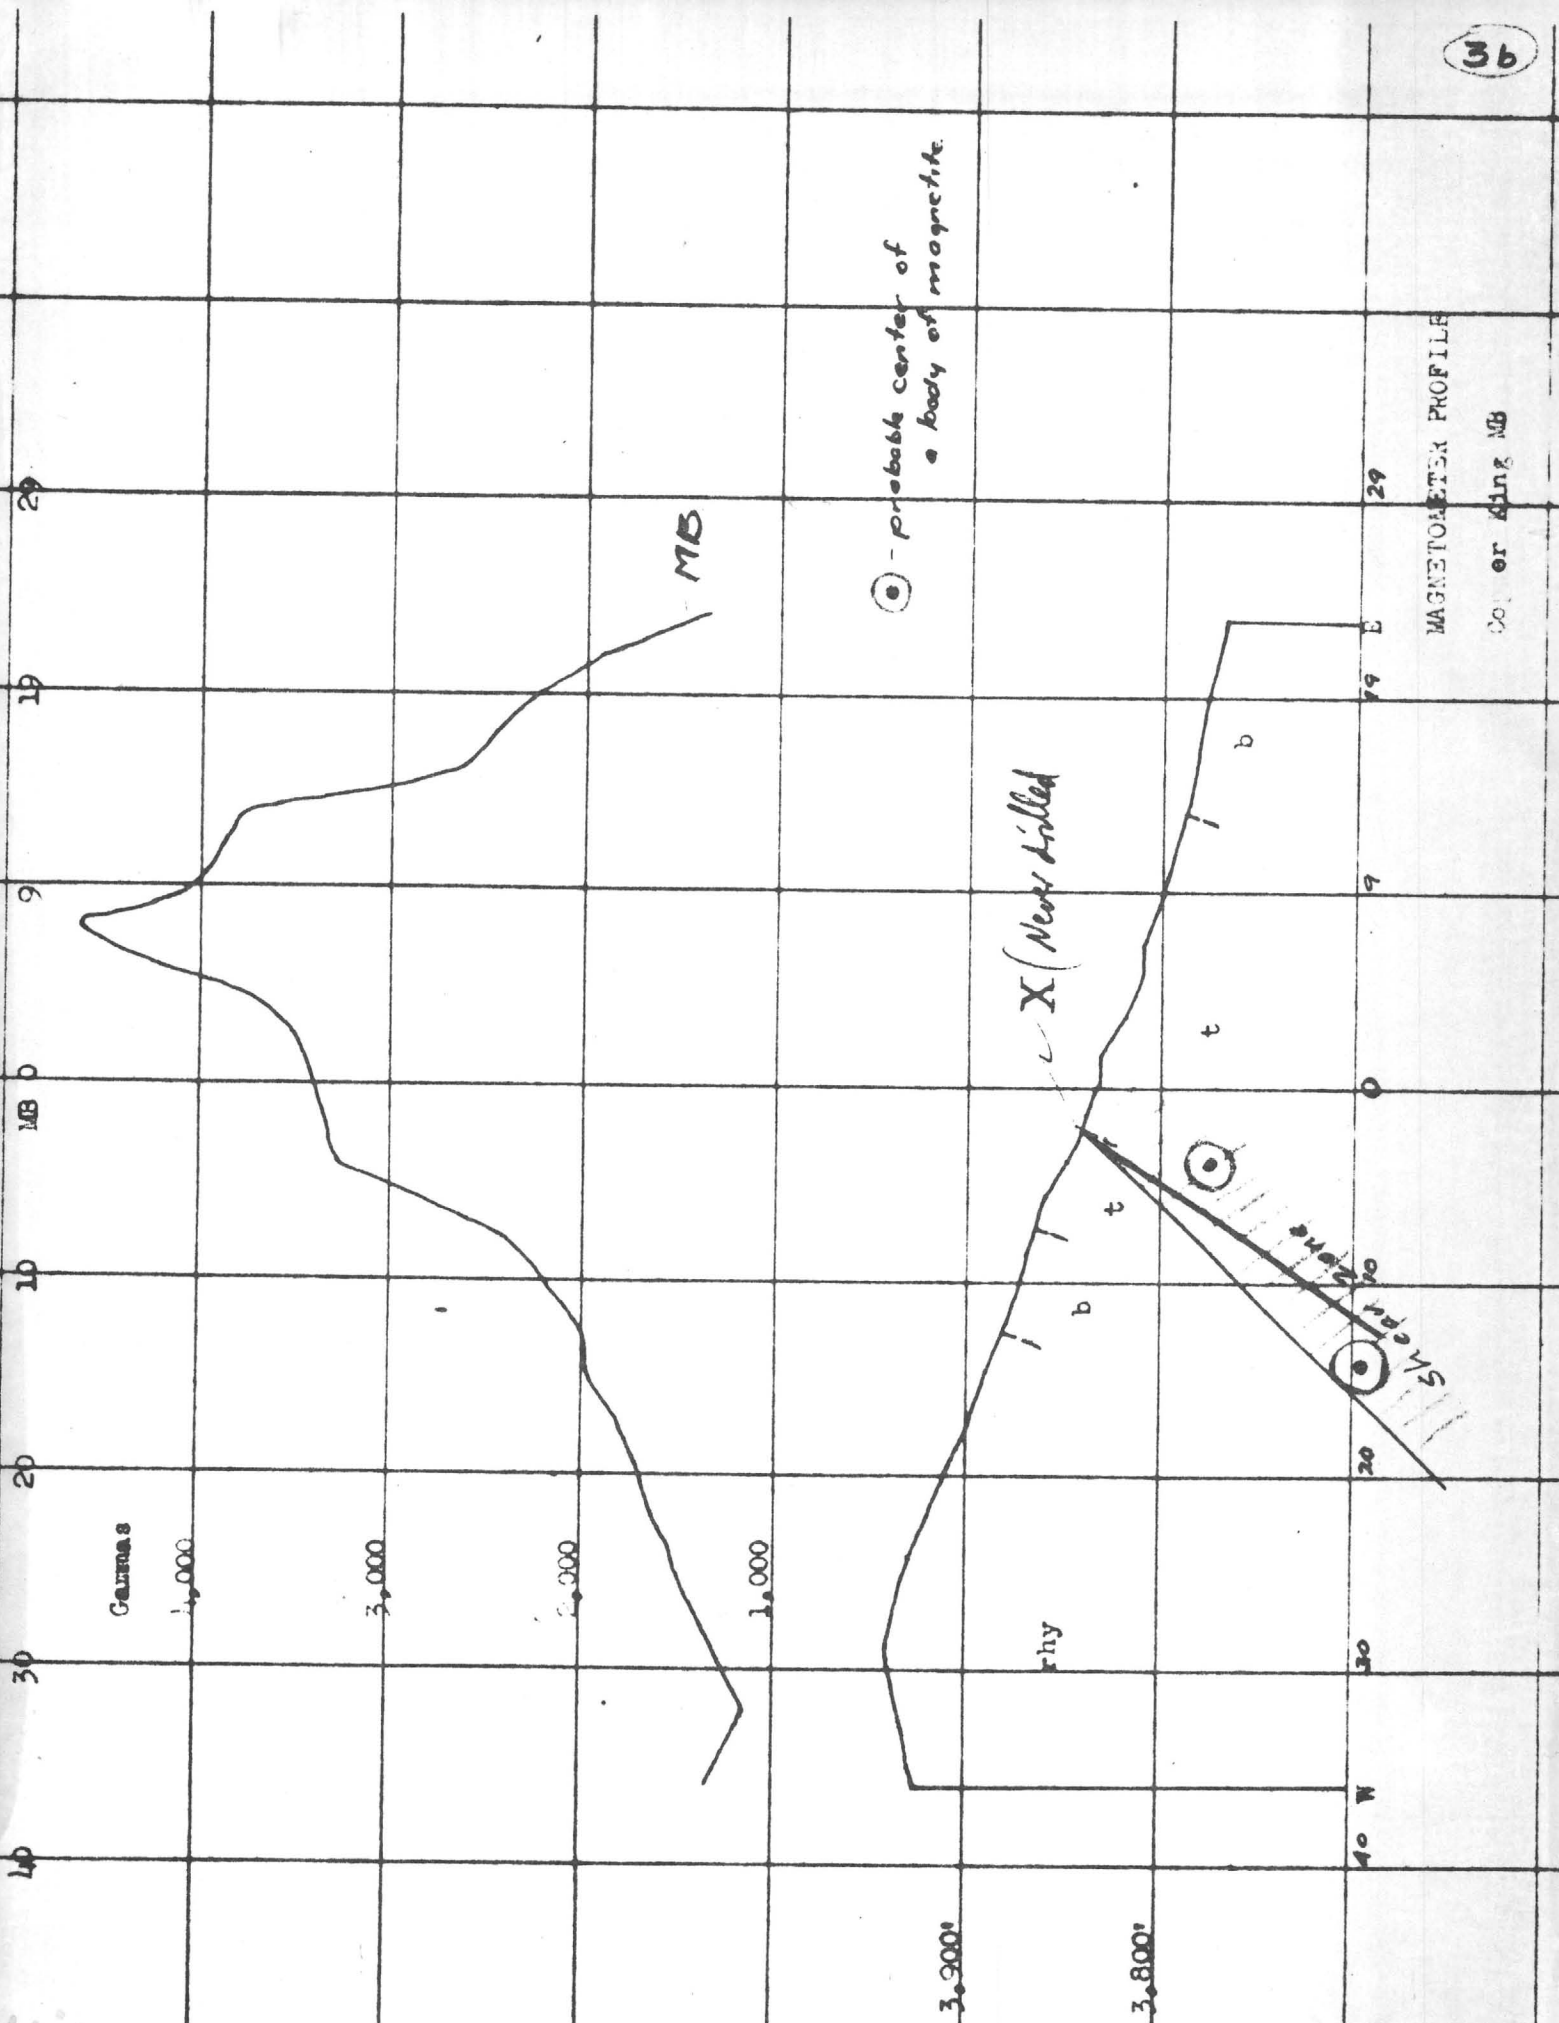 3b
40
30
20
10
MB 0
9
19
29
Gammas
4,000
3,000
2,000
1,000
MB
⊙ - probable center of
a body of magnetite
X (Never drilled
3,900'
3,800'
rhy
b
t
t
b
Shear zone
40
W
30
20
10
0
9
19
E
29
MAGNETOMETER PROFILE
or King MB